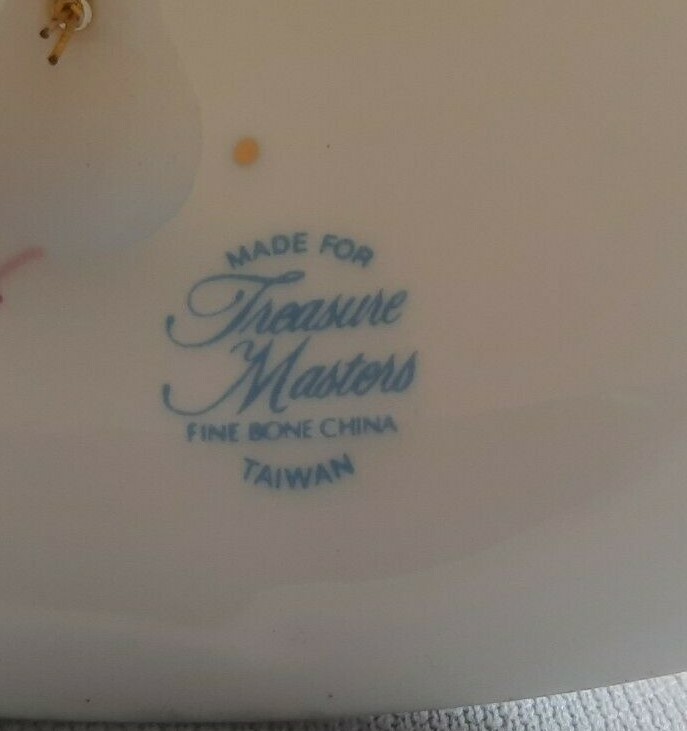 MADE FOR
Treasure
Masters
FINE BONE CHINA
TAIWAN